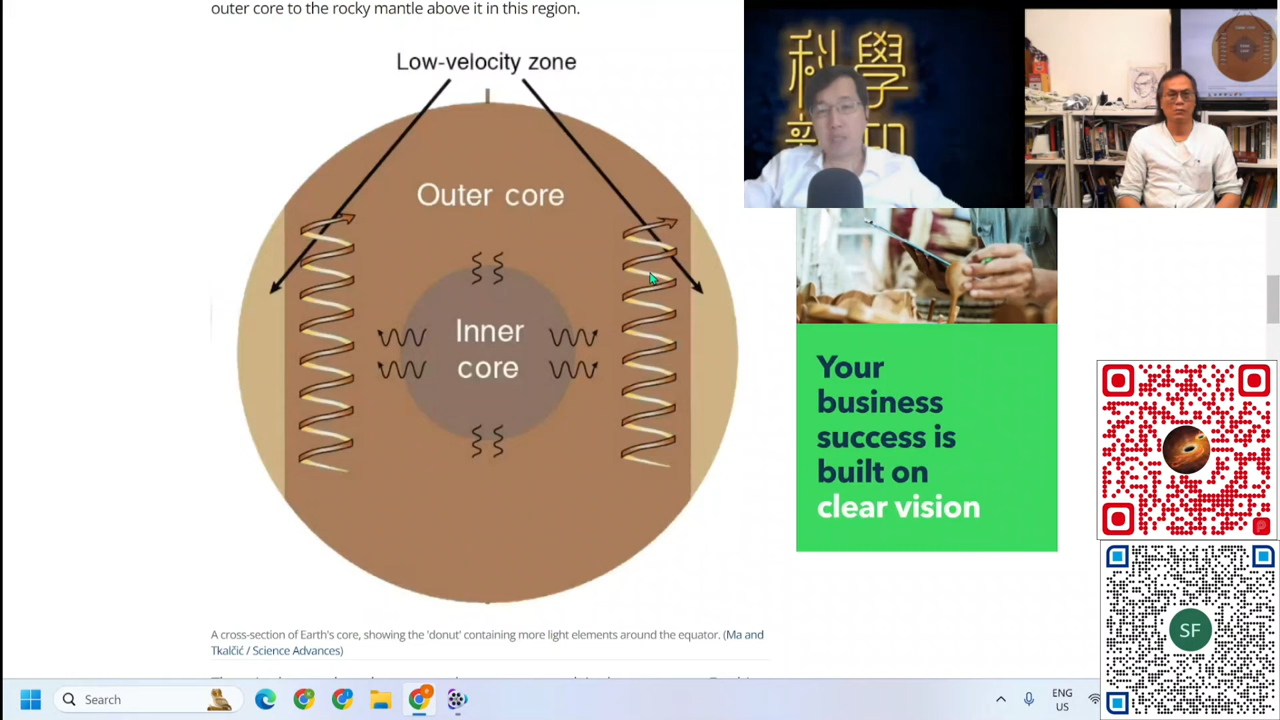 outer core to the rocky mantle above it in this region.
Low-velocity zone
Outer core
Inner
core
A cross-section of Earth's core, showing the 'donut' containing more light elements around the equator. (Ma and
Tkalčić / Science Advances)
科學
Your
business
success is
built on
clear vision
SF
Search
ENG
US